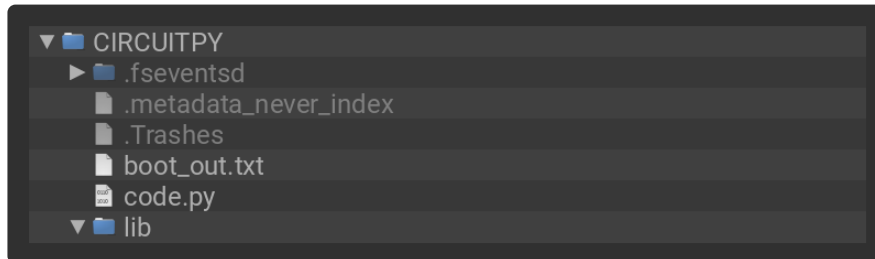 CIRCUITPY
.fseventsd
.metadata_never_index
.Trashes
boot_out.txt
code.py
lib